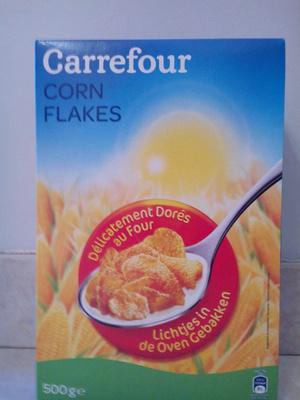 Carrefour
CORN
FLAKES
Délicatement Dorés
au Four
Lichtjes in
de Oven Gebakken
500g e